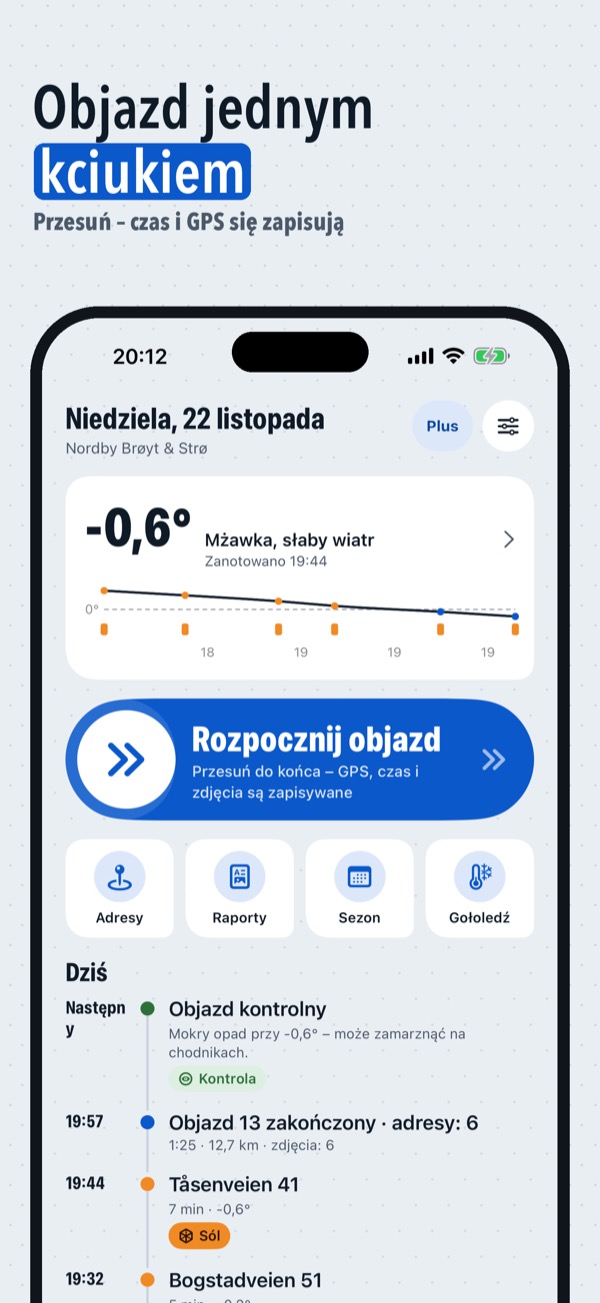 Objazd jednym
kciukiem
Przesuń – czas i GPS się zapisują
20:12
Niedziela, 22 listopada
Nordby Brøyt & Strø
Plus
-0,6°
Mżawka, słaby wiatr
Zanotowano 19:44
0°
18 19 19 19
Rozpocznij objazd
Przesuń do końca – GPS, czas i
zdjęcia są zapisywane
Adresy Raporty Sezon Gołoledź
Dziś
Następn
y
Objazd kontrolny
Mokry opad przy -0,6° – może zamarznąć na
chodnikach.
Kontrola
19:57
Objazd 13 zakończony · adresy: 6
1:25 · 12,7 km · zdjęcia: 6
19:44
Tåsenveien 41
7 min · -0,6°
Sól
19:32
Bogstadveien 51